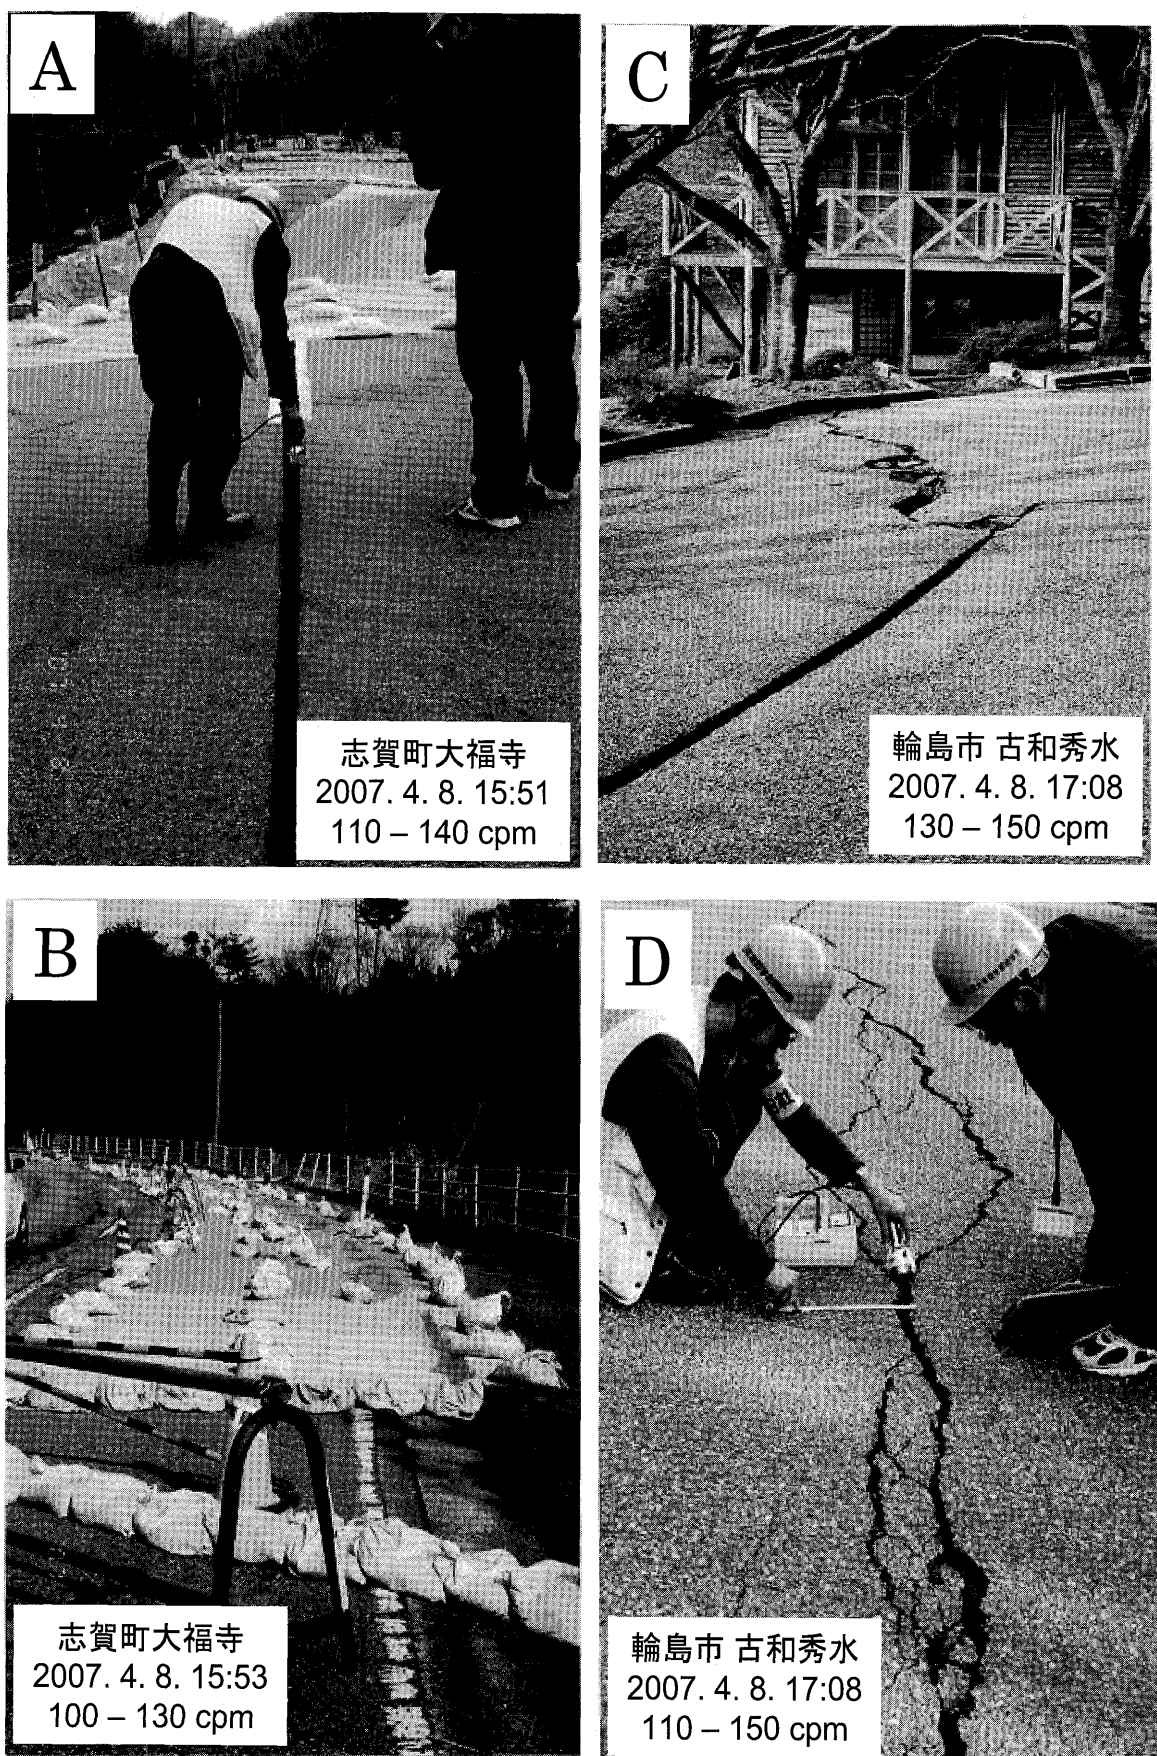 A
志賀町大福寺
2007. 4. 8. 15:51
110 – 140 cpm
C
輪島市 古和秀水
2007. 4. 8. 17:08
130 – 150 cpm
B
志賀町大福寺
2007. 4. 8. 15:53
100 – 130 cpm
D
輪島市 古和秀水
2007. 4. 8. 17:08
110 – 150 cpm